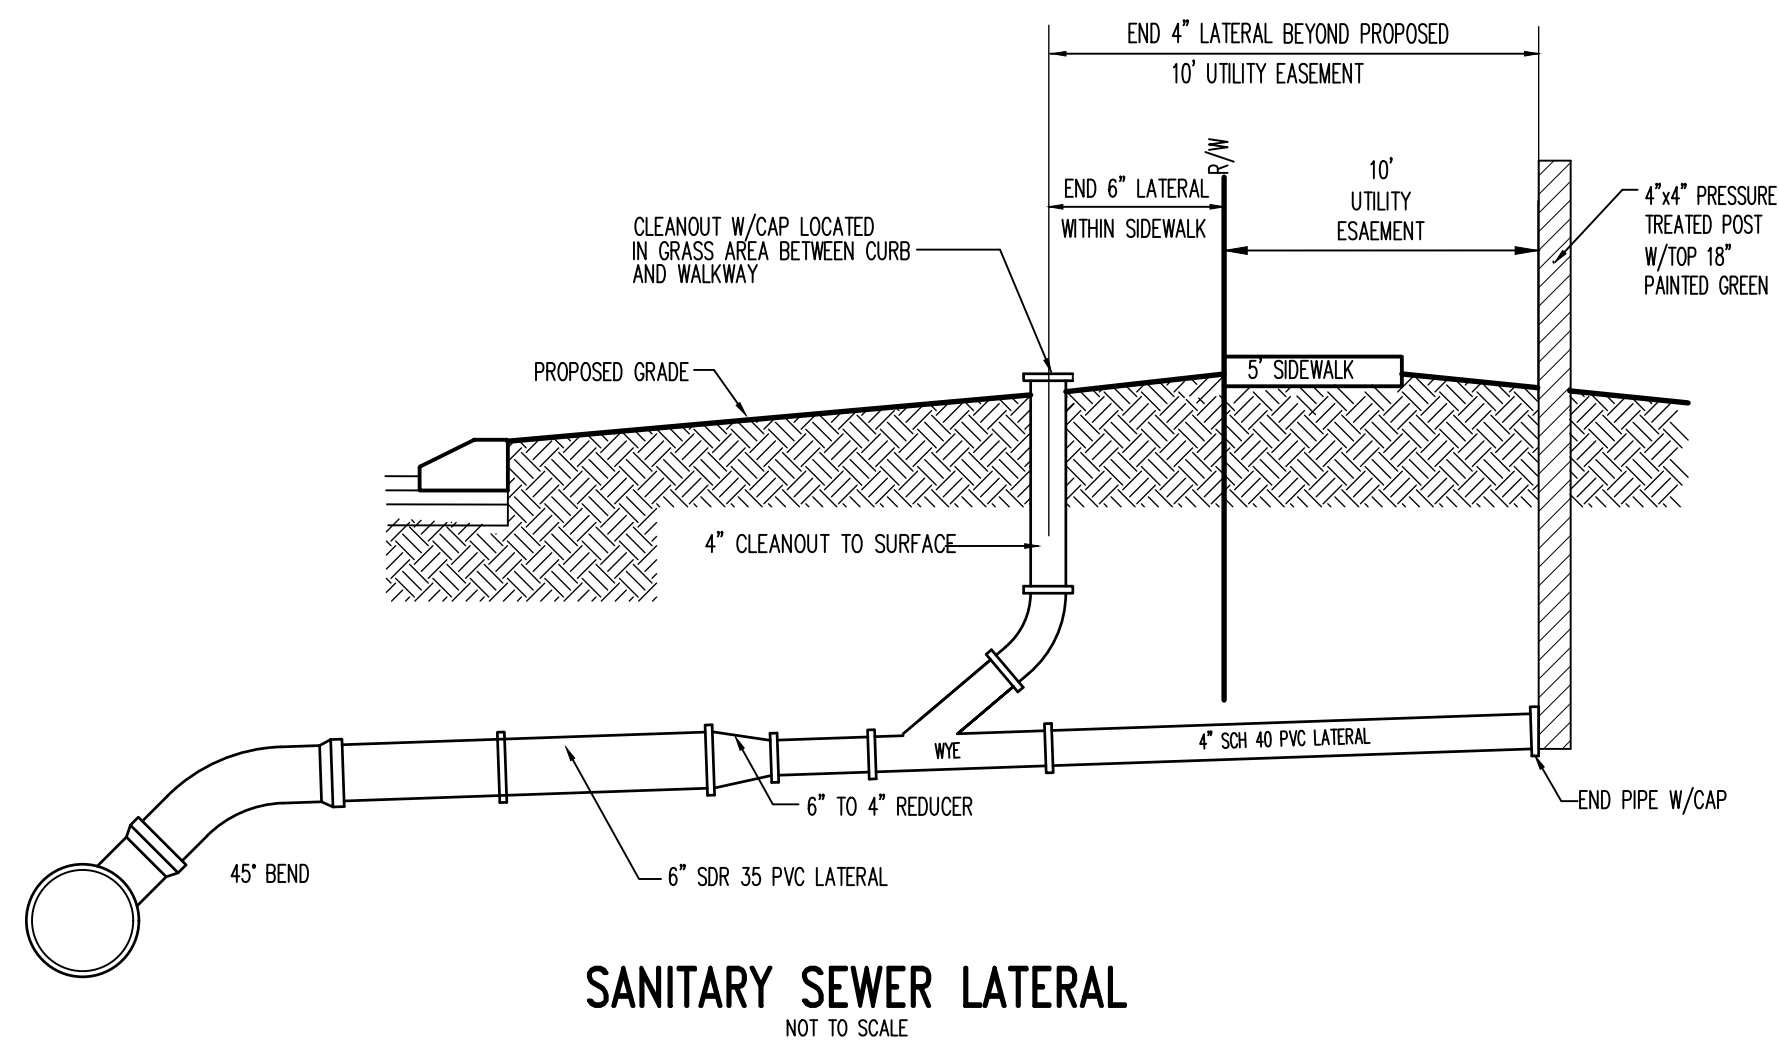 END 4" LATERAL BEYOND PROPOSED
10' UTILITY EASEMENT
R/W
END 6" LATERAL
WITHIN SIDEWALK
10'
UTILITY
ESAEMENT
4"x4" PRESSURE
TREATED POST
W/TOP 18"
PAINTED GREEN
CLEANOUT W/CAP LOCATED
IN GRASS AREA BETWEEN CURB
AND WALKWAY
PROPOSED GRADE
5' SIDEWALK
4" CLEANOUT TO SURFACE
WYE
4" SCH 40 PVC LATERAL
6" TO 4" REDUCER
END PIPE W/CAP
45° BEND
6" SDR 35 PVC LATERAL
SANITARY SEWER LATERAL
NOT TO SCALE